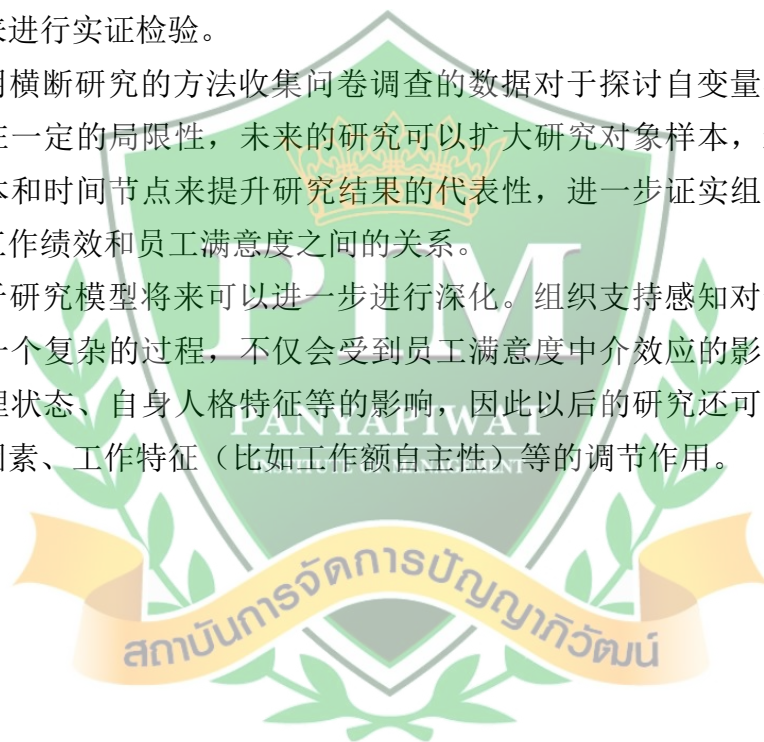 来进行实证检验。
用横断研究的方法收集问卷调查的数据对于探讨自变量
在一定的局限性，未来的研究可以扩大研究对象样本，
本和时间节点来提升研究结果的代表性，进一步证实组
工作绩效和员工满意度之间的关系。
于研究模型将来可以进一步进行深化。组织支持感知对
一个复杂的过程，不仅会受到员工满意度中介效应的影
理状态、自身人格特征等的影响，因此以后的研究还可
因素、工作特征（比如工作额自主性）等的调节作用。
PIM
PANYAPIWAT
INSTITUTE OF MANAGEMENT
สถาบันการจัดการปัญญาภิวัฒน์